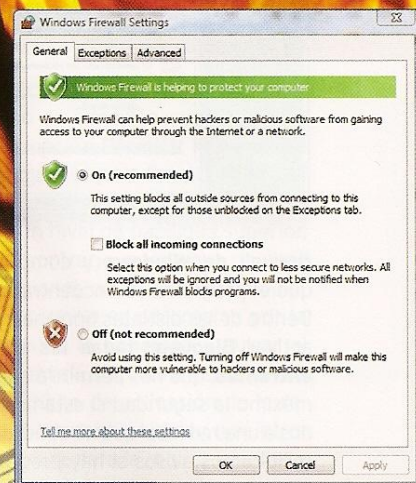 Windows Firewall Settings
General Exceptions Advanced
Windows Firewall is helping to protect your computer
Windows Firewall can help prevent hackers or malicious software from gaining
access to your computer through the Internet or a network.
On (recommended)
This setting blocks all outside sources from connecting to this
computer, except for those unblocked on the Exceptions tab.
Block all incoming connections
Select this option when you connect to less secure networks. All
exceptions will be ignored and you will not be notified when
Windows Firewall blocks programs.
Off (not recommended)
Avoid using this setting. Turning off Windows Firewall will make this
computer more vulnerable to hackers or malicious software.
Tell me more about these settings
OK Cancel Apply